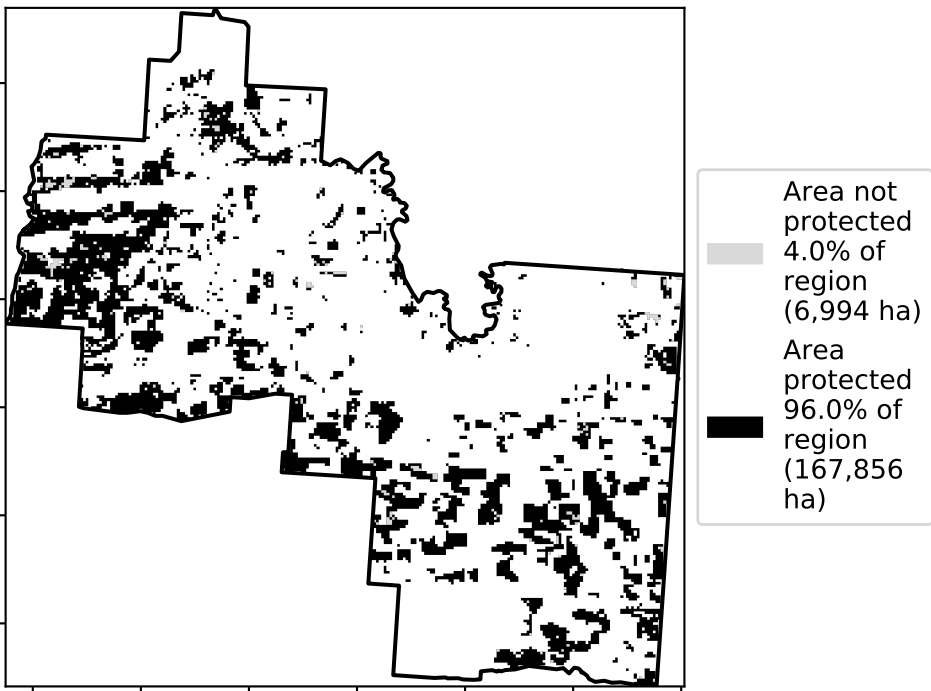 Area not
protected
4.0% of
region
(6,994 ha)
Area
protected
96.0% of
region
(167,856
ha)